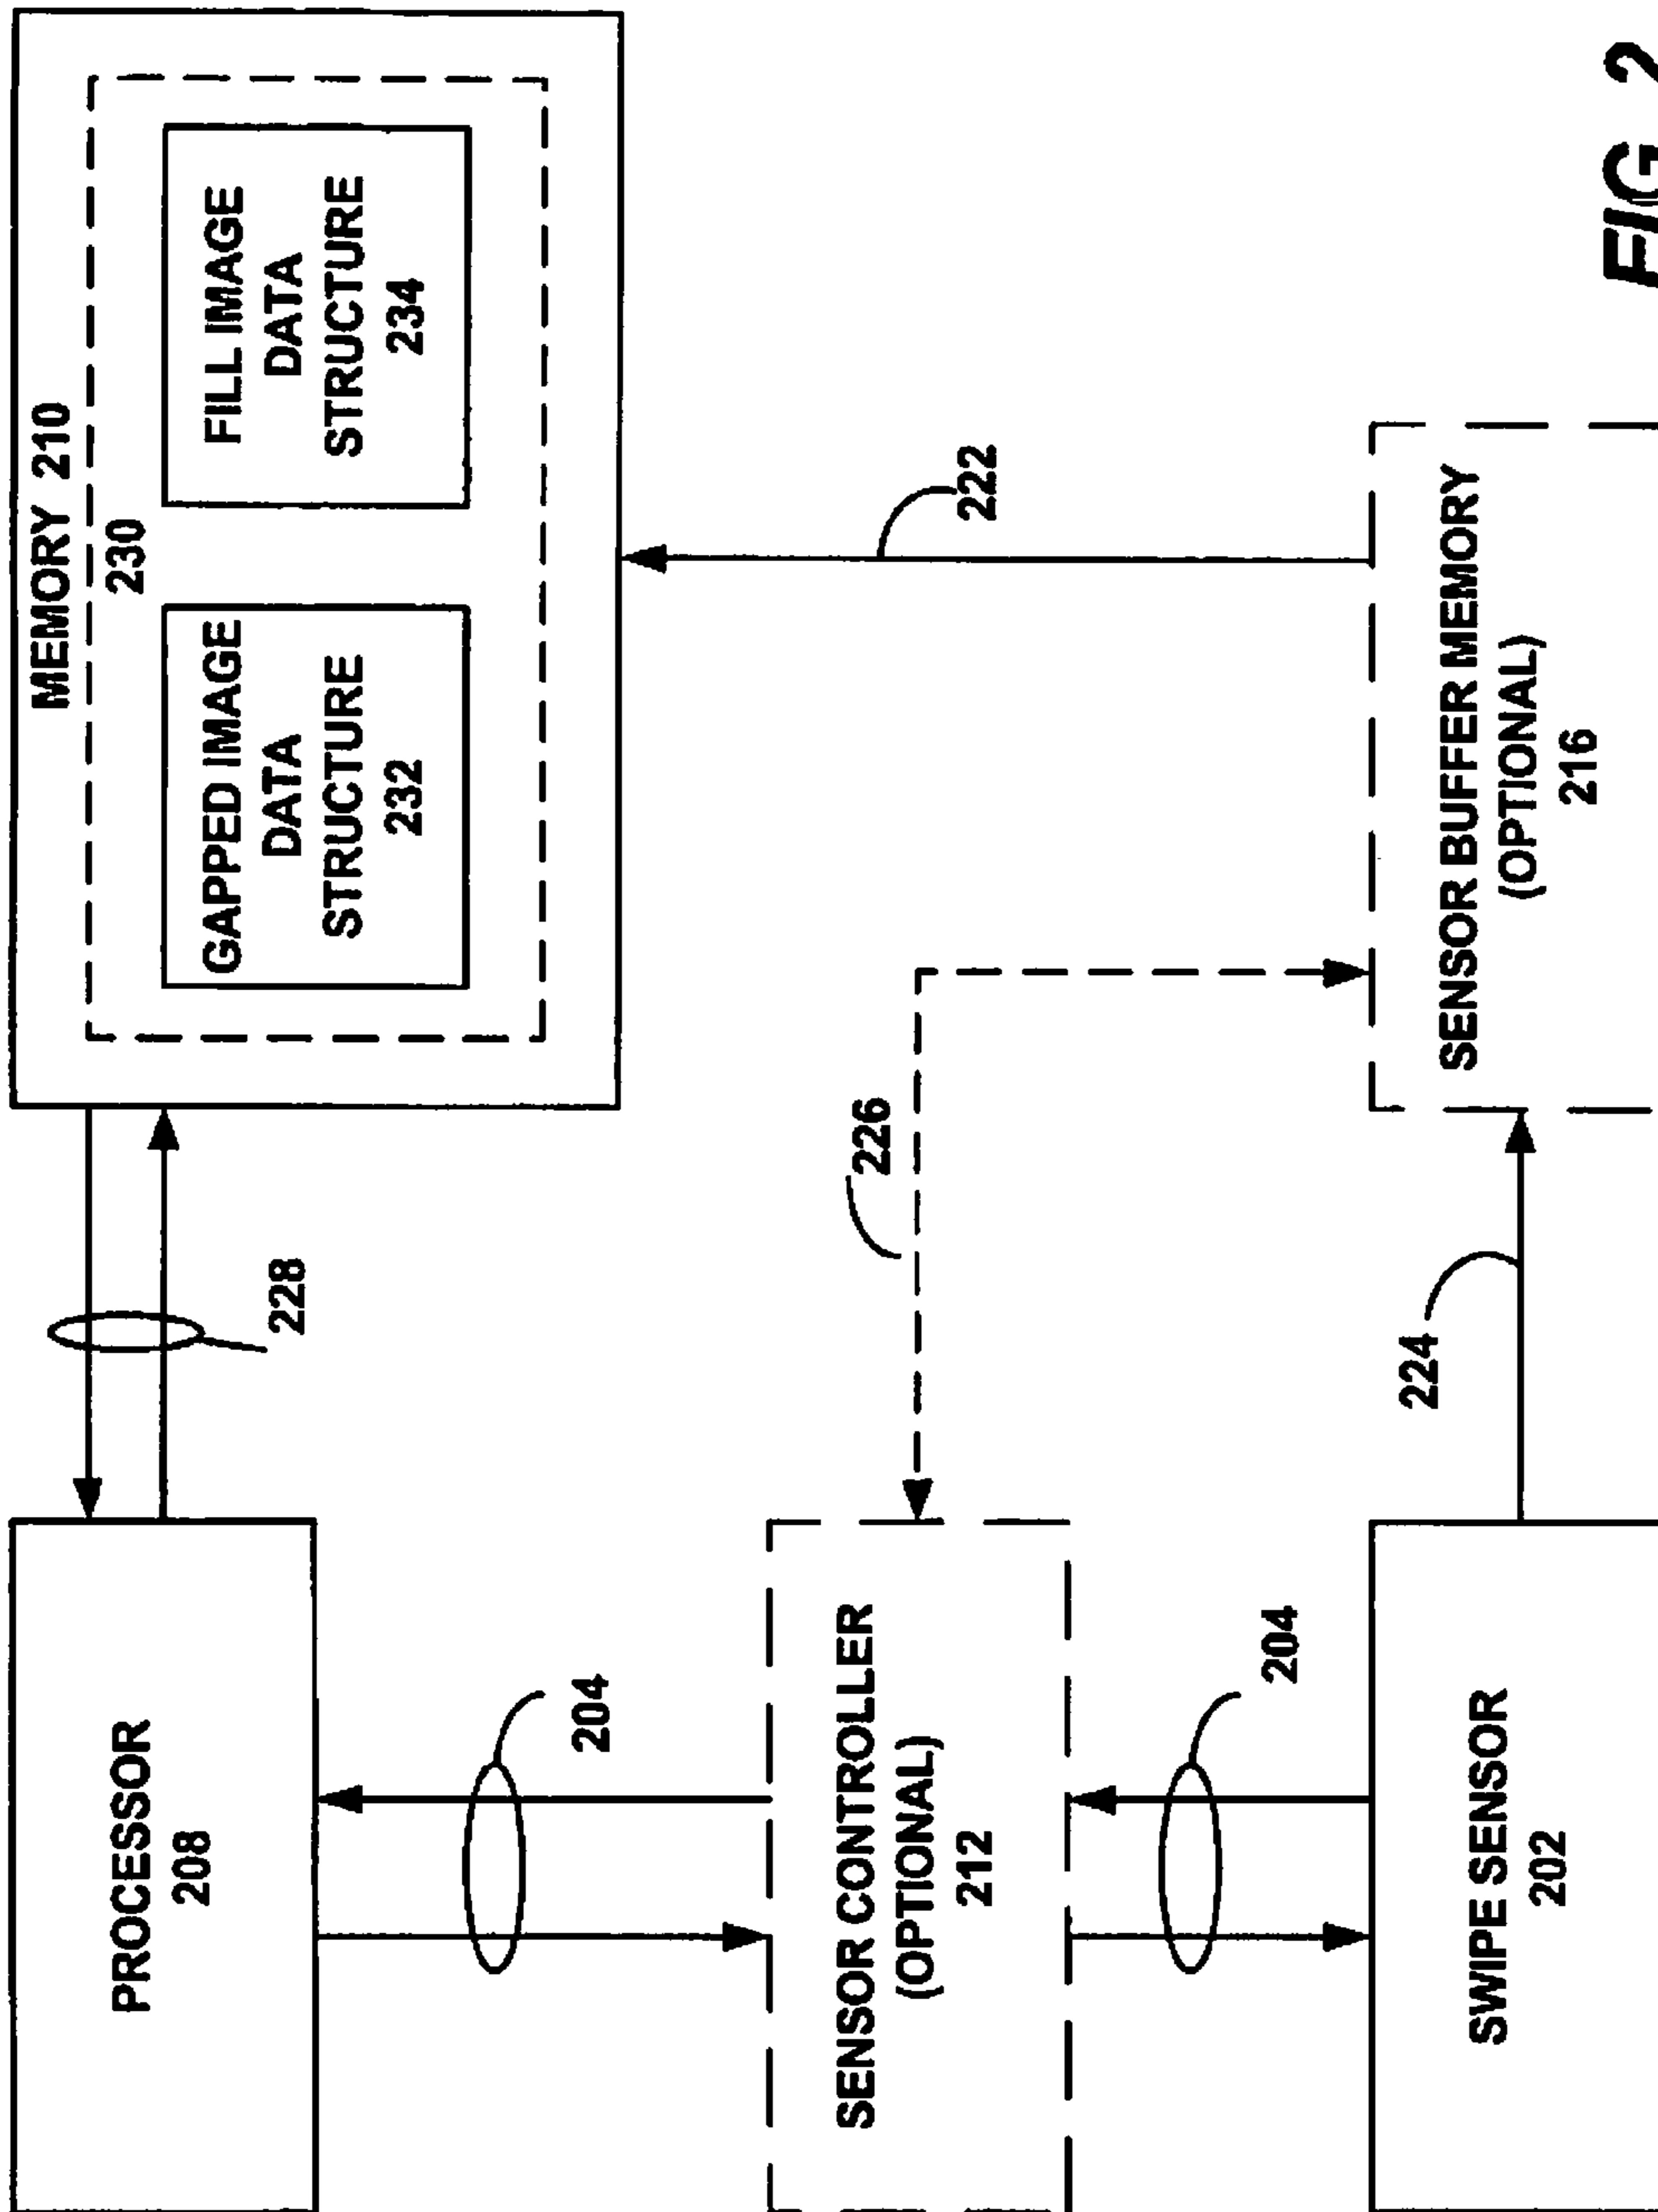 PROCESSOR
208
228
MEMORY 210
230
GAPPED IMAGE
DATA
STRUCTURE
232
FILL IMAGE
DATA
STRUCTURE
234
204
SENSOR CONTROLLER
(OPTIONAL)
212
226
222
204
SWIPE SENSOR
202
224
SENSOR BUFFER MEMORY
(OPTIONAL)
216
FIG 2